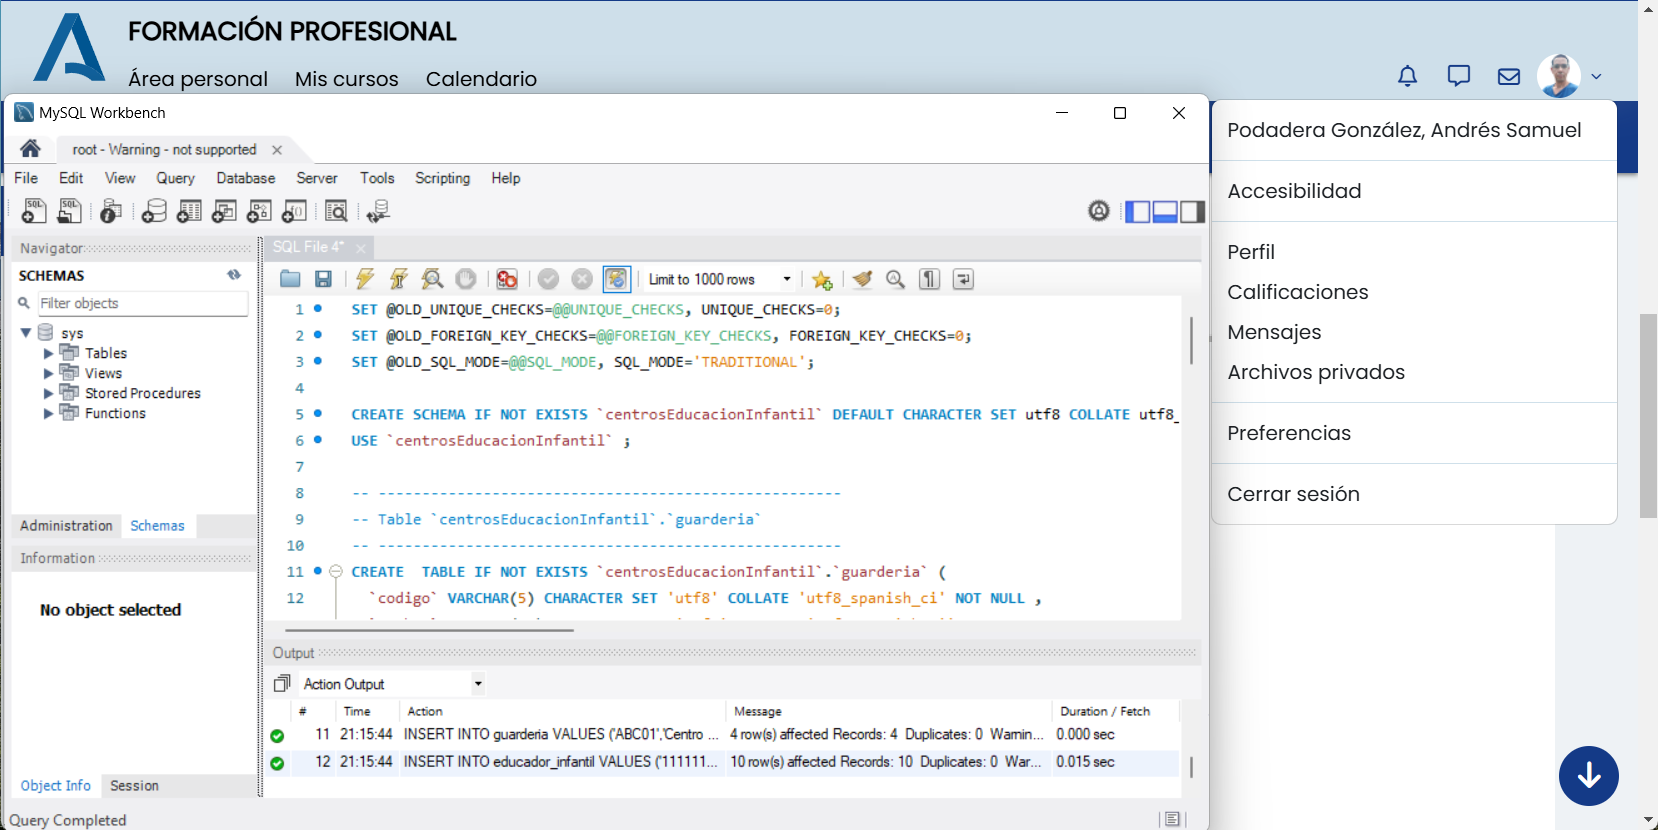 FORMACIÓN PROFESIONAL
Área personal Mis cursos Calendario
MySQL Workbench
root - Warning - not supported
File Edit View Query Database Server Tools Scripting Help
Navigator
SCHEMAS
Filter objects
sys
Tables
Views
Stored Procedures
Functions
Administration Schemas
Information
No object selected
Object Info Session
Query Completed
SQL File 4*
Limit to 1000 rows
1 SET @OLD_UNIQUE_CHECKS=@@UNIQUE_CHECKS, UNIQUE_CHECKS=0;
2 SET @OLD_FOREIGN_KEY_CHECKS=@@FOREIGN_KEY_CHECKS, FOREIGN_KEY_CHECKS=0;
3 SET @OLD_SQL_MODE=@@SQL_MODE, SQL_MODE='TRADITIONAL';
4
5 CREATE SCHEMA IF NOT EXISTS `centrosEducacionInfantil` DEFAULT CHARACTER SET utf8 COLLATE utf8_
6 USE `centrosEducacionInfantil` ;
7
8 -- -----------------------------------------------------
9 -- Table `centrosEducacionInfantil`.`guarderia`
10 -- -----------------------------------------------------
11 CREATE  TABLE IF NOT EXISTS `centrosEducacionInfantil`.`guarderia` (
12 `codigo` VARCHAR(5) CHARACTER SET 'utf8' COLLATE 'utf8_spanish_ci' NOT NULL ,
Output
Action Output
# Time Action Message Duration / Fetch
11 21:15:44 INSERT INTO guarderia VALUES ('ABC01','Centro ... 4 row(s) affected Records: 4 Duplicates: 0 Warnin... 0.000 sec
12 21:15:44 INSERT INTO educador_infantil VALUES ('111111... 10 row(s) affected Records: 10 Duplicates: 0 War... 0.015 sec
Podadera González, Andrés Samuel
Accesibilidad
Perfil
Calificaciones
Mensajes
Archivos privados
Preferencias
Cerrar sesión